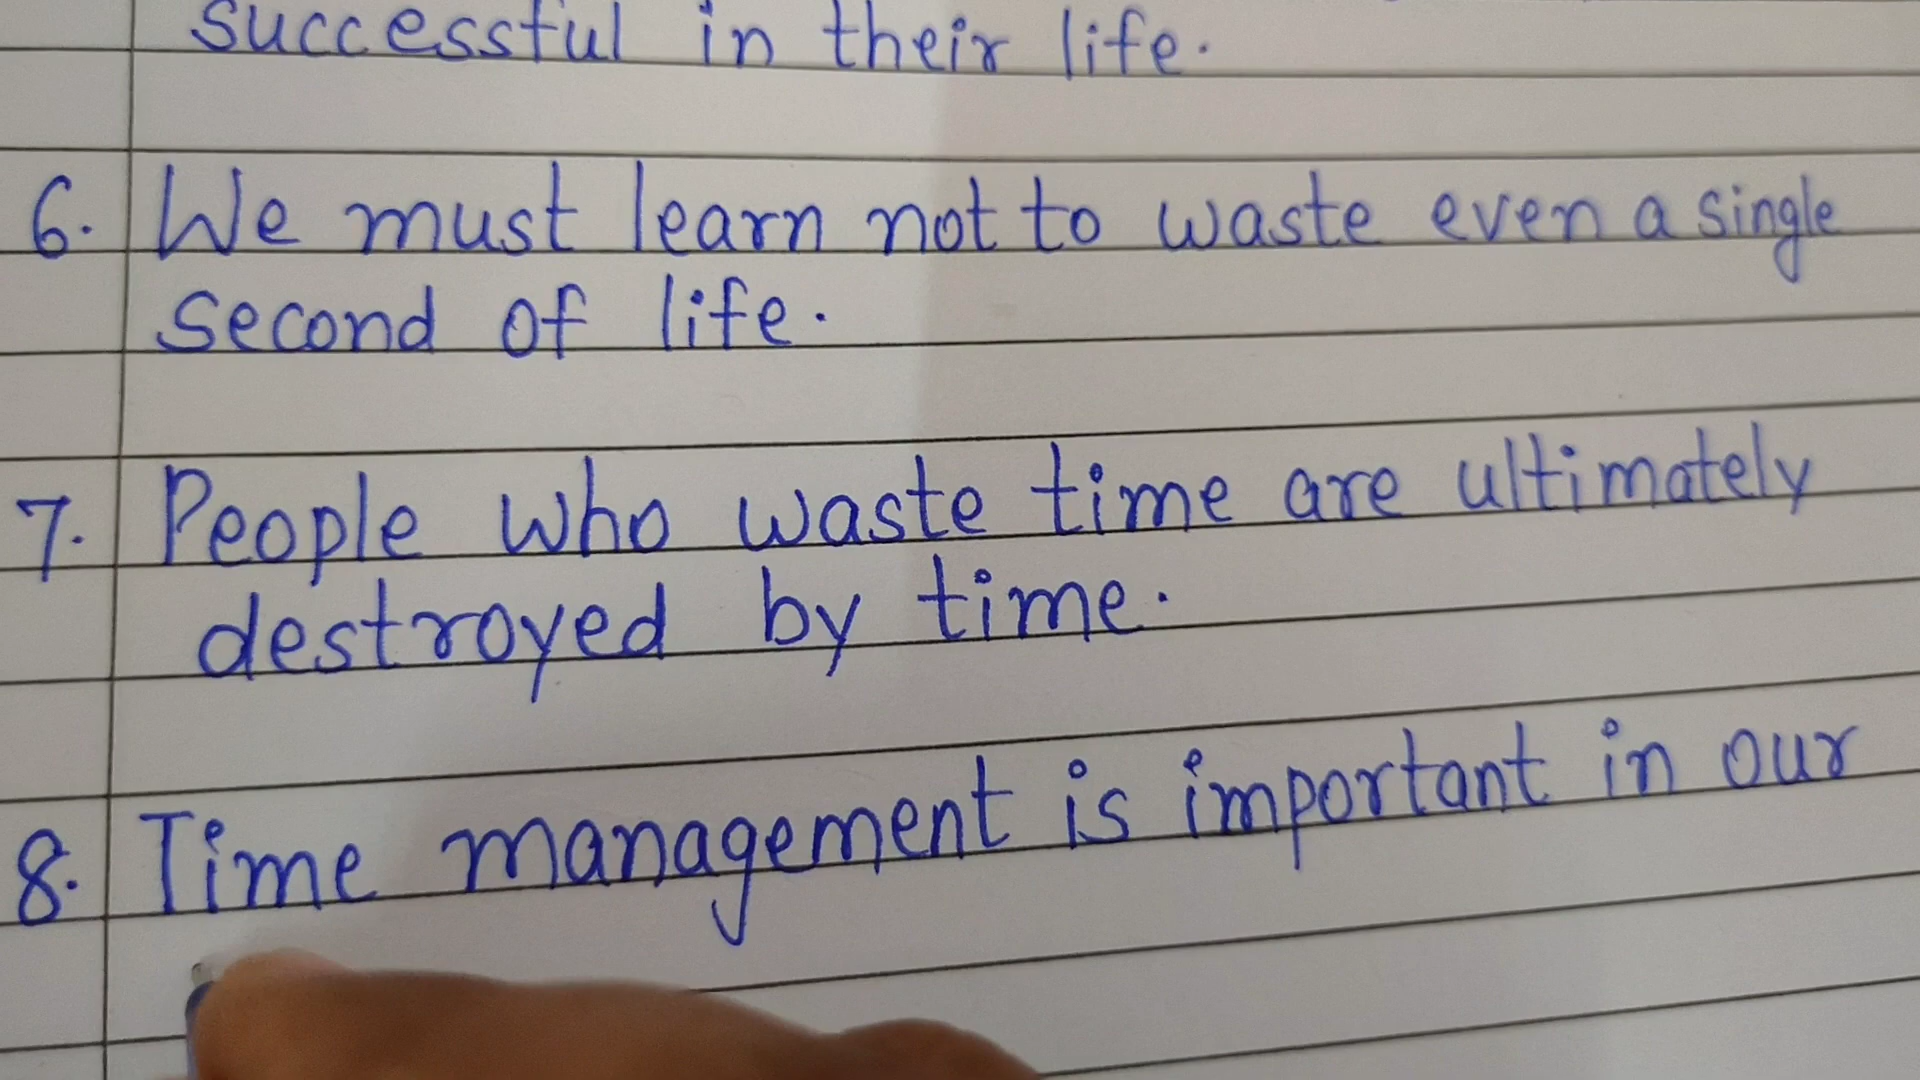 successful in their life.
6. We must learn not to waste even a single
second of life.
7. People who waste time are ultimately
destroyed by time.
8. Time management is important in our